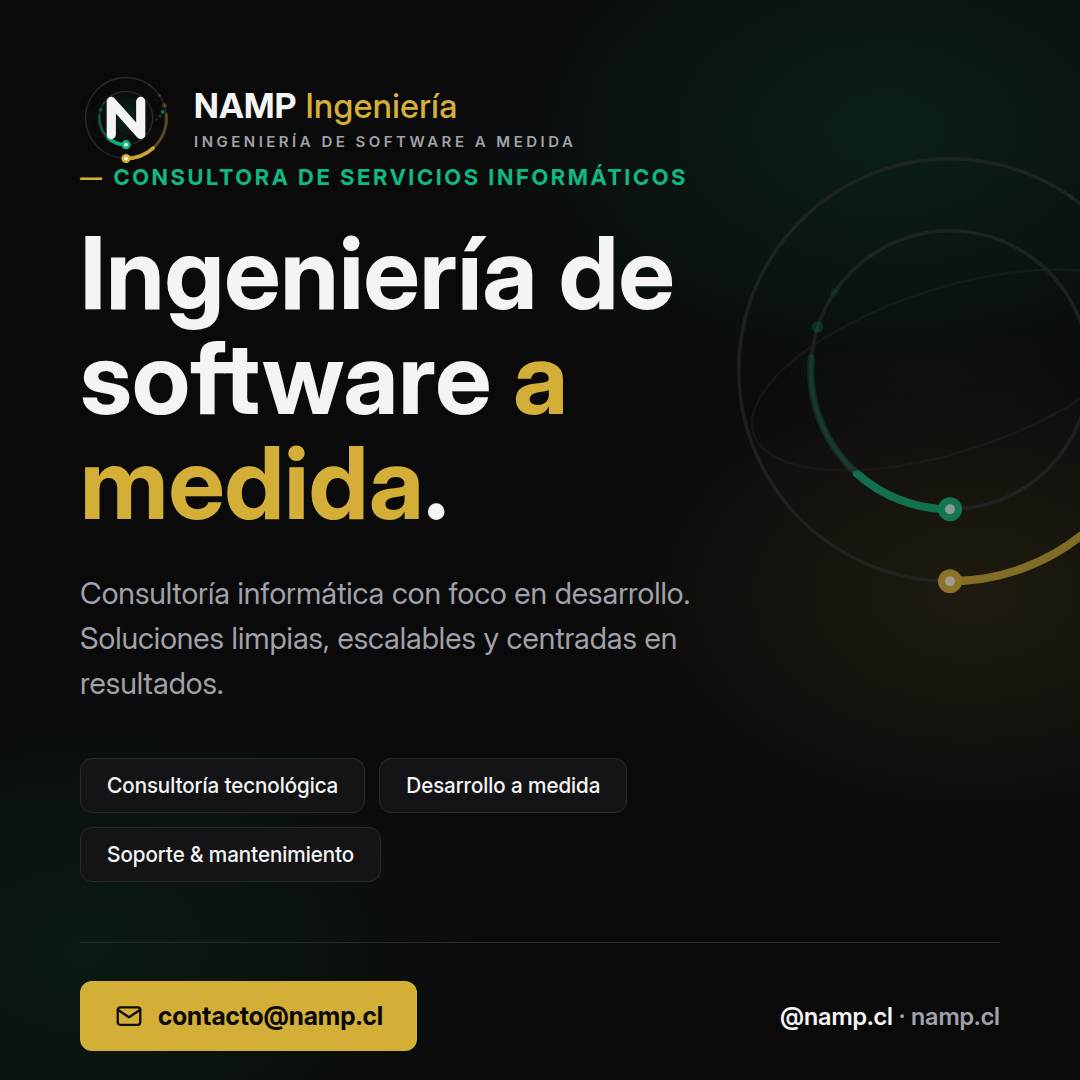 N
NAMP Ingeniería
INGENIERÍA DE SOFTWARE A MEDIDA
— CONSULTORA DE SERVICIOS INFORMÁTICOS
Ingeniería de
software a
medida.
Consultoría informática con foco en desarrollo.
Soluciones limpias, escalables y centradas en
resultados.
Consultoría tecnológica
Desarrollo a medida
Soporte & mantenimiento
contacto@namp.cl
@namp.cl · namp.cl